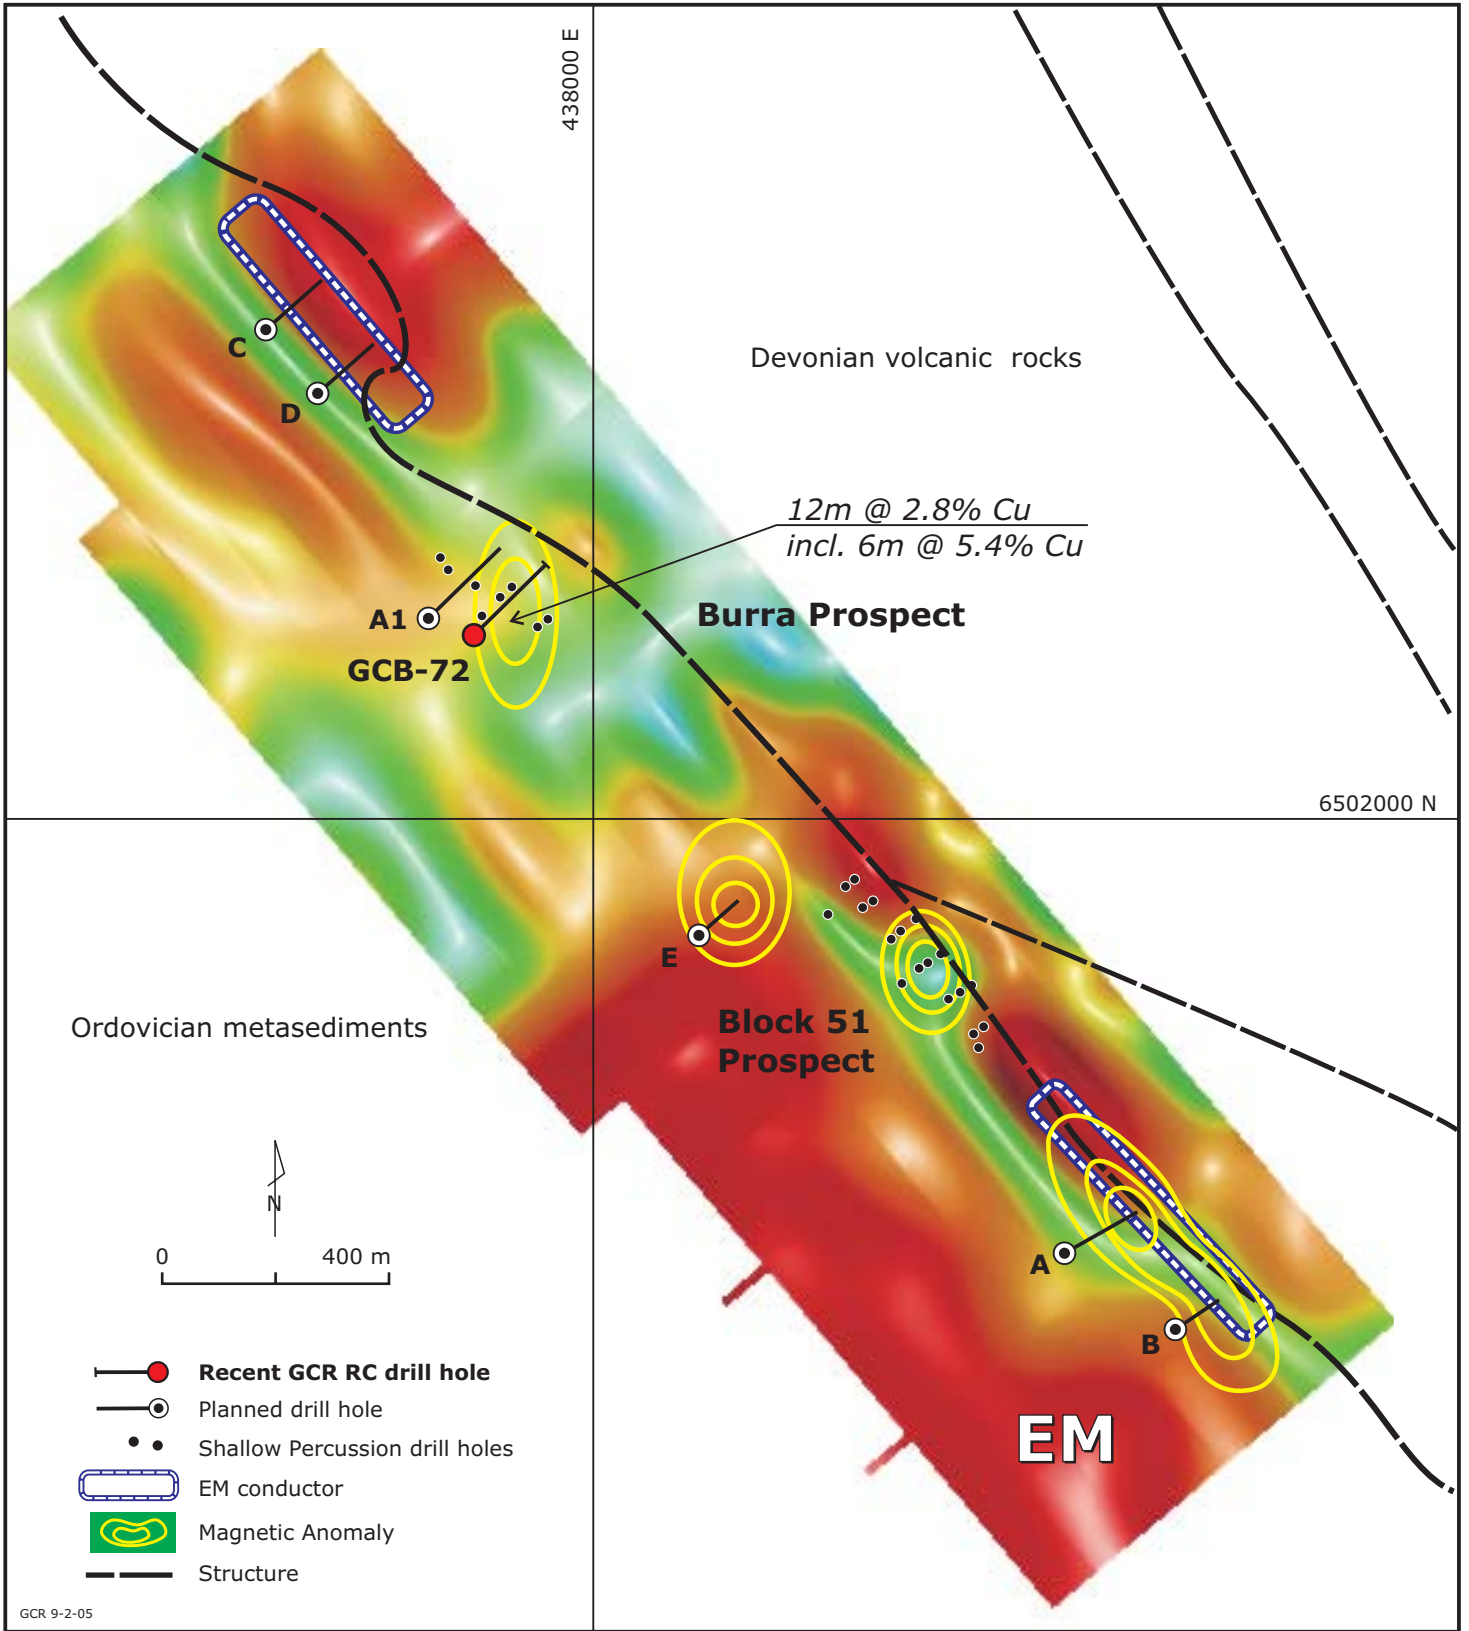 438000 E
C
D
Devonian volcanic rocks
12m @ 2.8% Cu
incl. 6m @ 5.4% Cu
A1
Burra Prospect
GCB-72
6502000 N
E
Block 51
Prospect
Ordovician metasediments
N
0 400 m
A
B
EM
Recent GCR RC drill hole
Planned drill hole
Shallow Percussion drill holes
EM conductor
Magnetic Anomaly
Structure
GCR 9-2-05